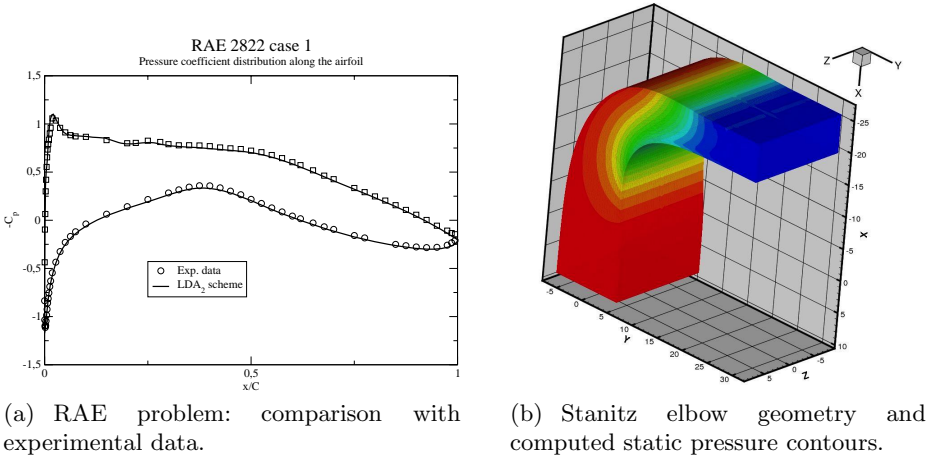 RAE 2822 case 1
Pressure coefficient distribution along the airfoil
1,5
1
0,5
0
-0,5
-1
-1,5
-Cp
0
0,5
1
x/C
Exp. data
LDA2 scheme
Z
Y
X
-25
-20
-15
-10
-5
0
5
10
X
-5
0
5
10
15
20
25
30
Y
5
0
-5
Z
(a) RAE problem: comparison with
experimental data.
(b) Stanitz elbow geometry and
computed static pressure contours.